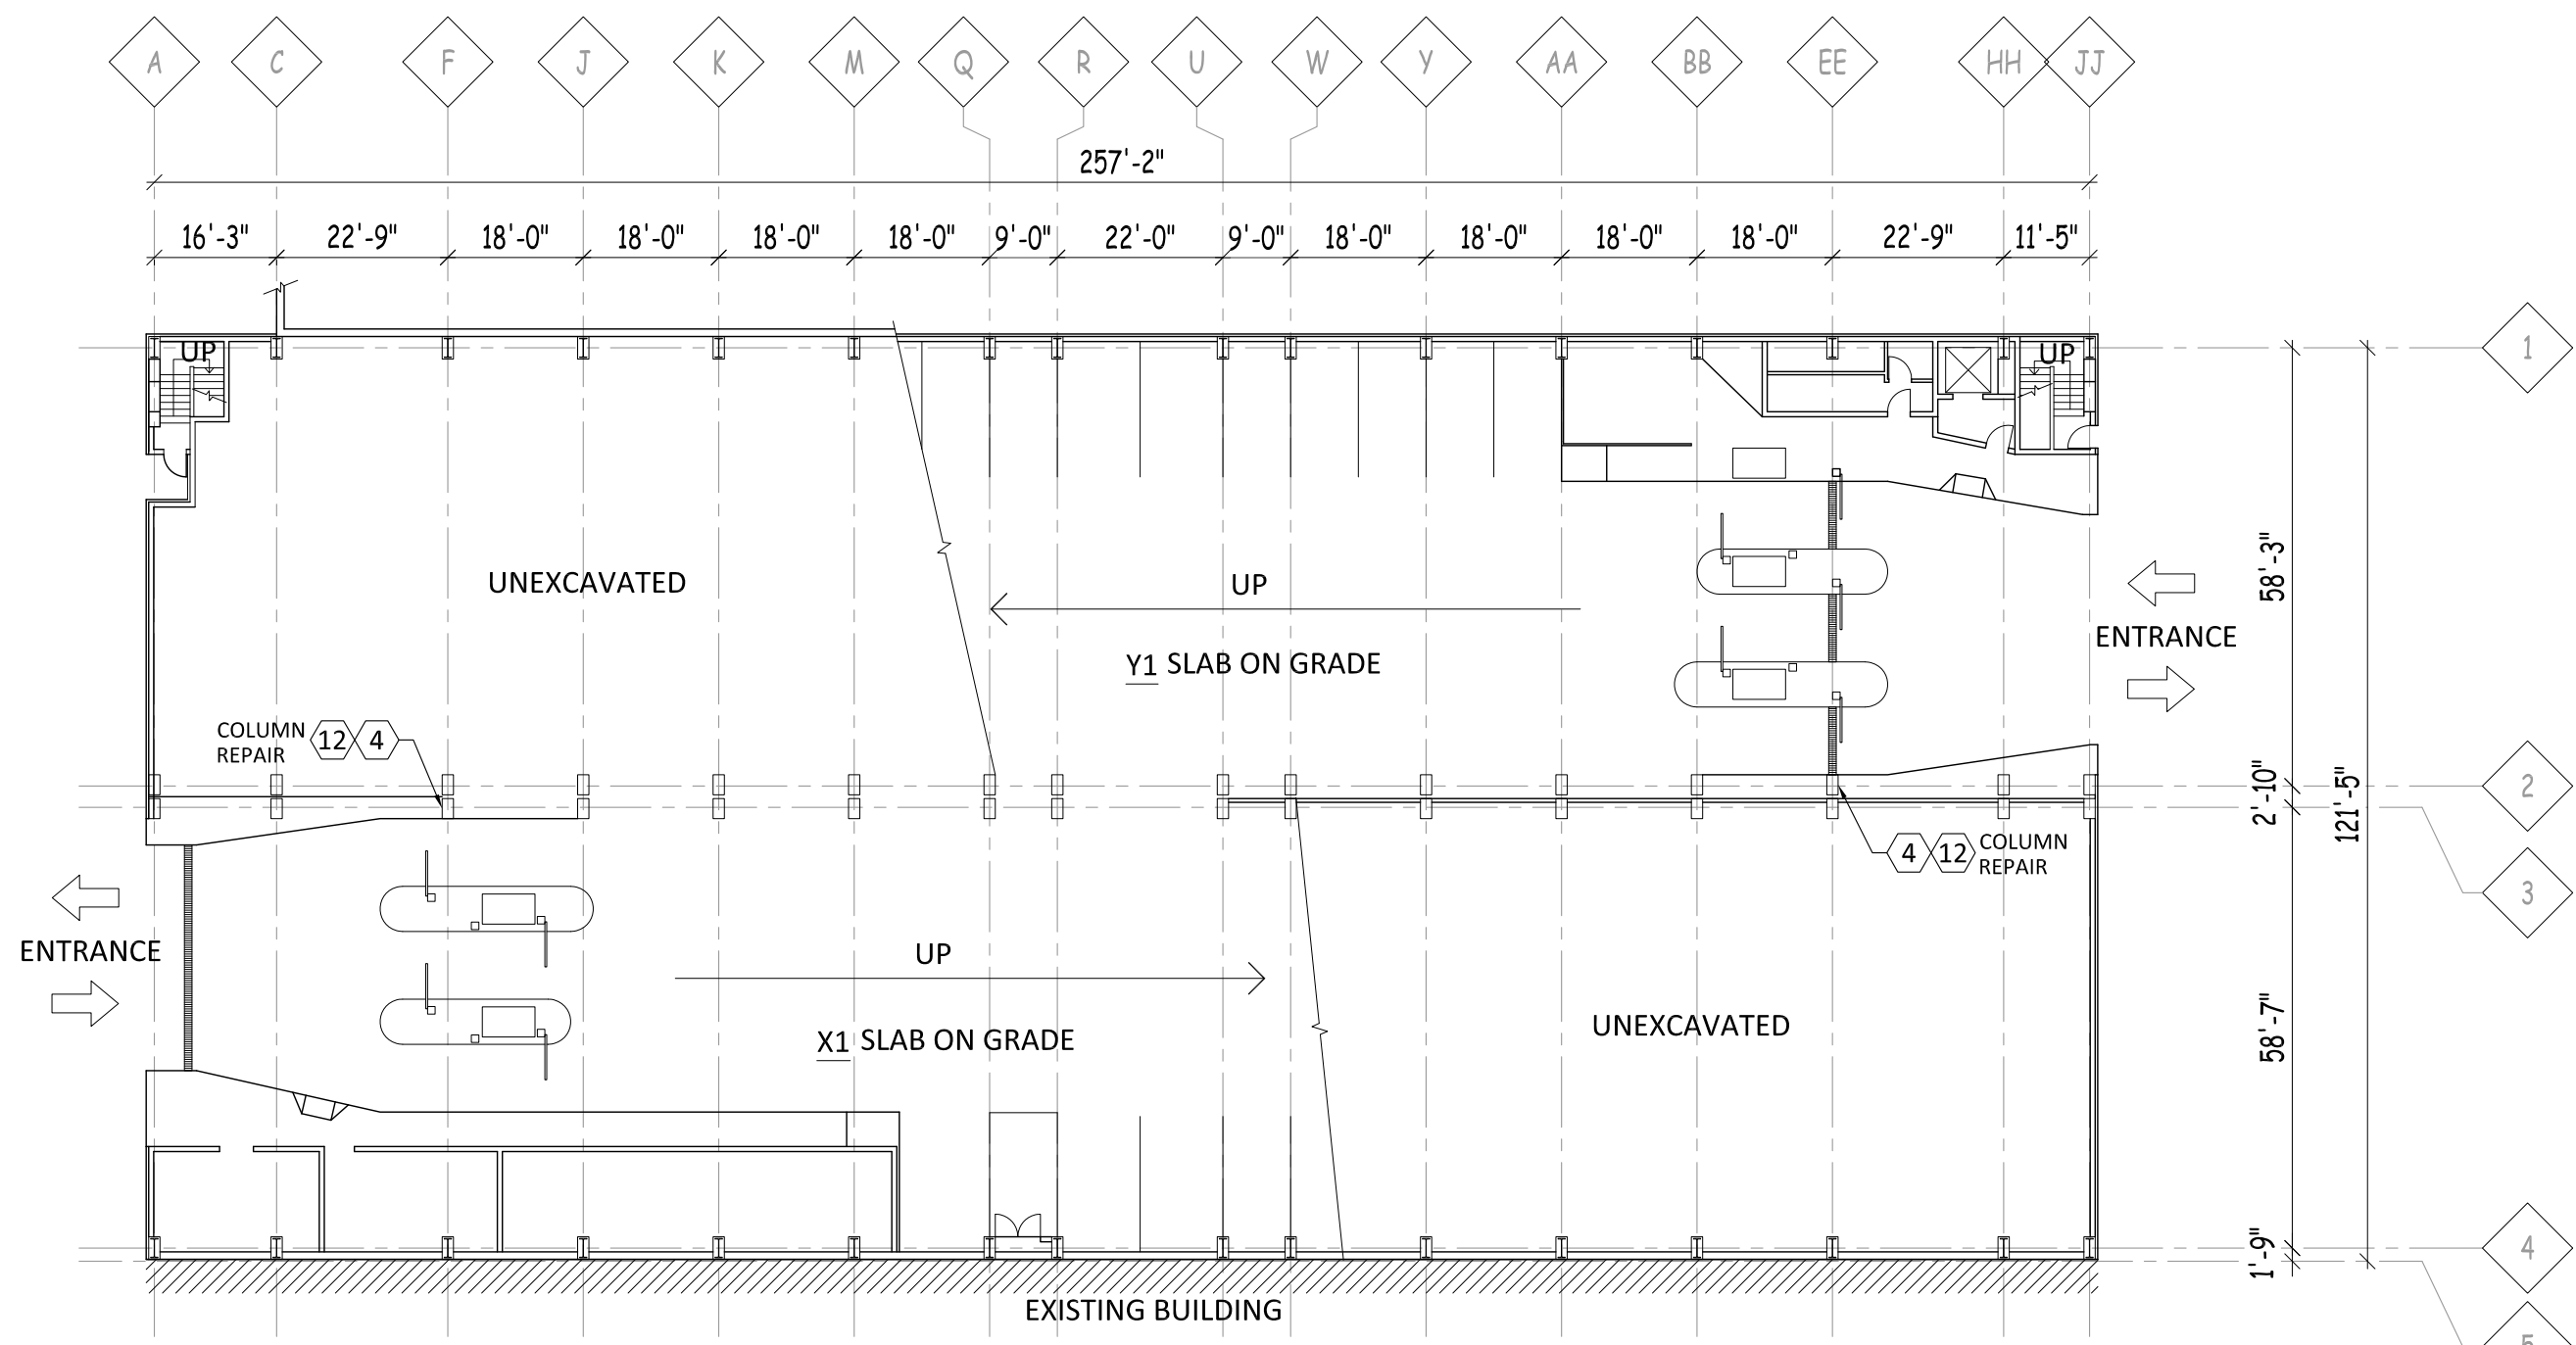 A C F J K M Q R U W Y AA BB EE HH JJ
257'-2"
16'-3" 22'-9" 18'-0" 18'-0" 18'-0" 18'-0" 9'-0" 22'-0" 9'-0" 18'-0" 18'-0" 18'-0" 18'-0" 22'-9" 11'-5"
UP
UP
1
UNEXCAVATED
UP
58'-3"
ENTRANCE
Y1 SLAB ON GRADE
COLUMN
REPAIR
12 4
2
2'-10"
121'-5"
4 12
COLUMN
REPAIR
3
ENTRANCE
UP
X1 SLAB ON GRADE
UNEXCAVATED
58'-7"
4
1'-9"
EXISTING BUILDING
5